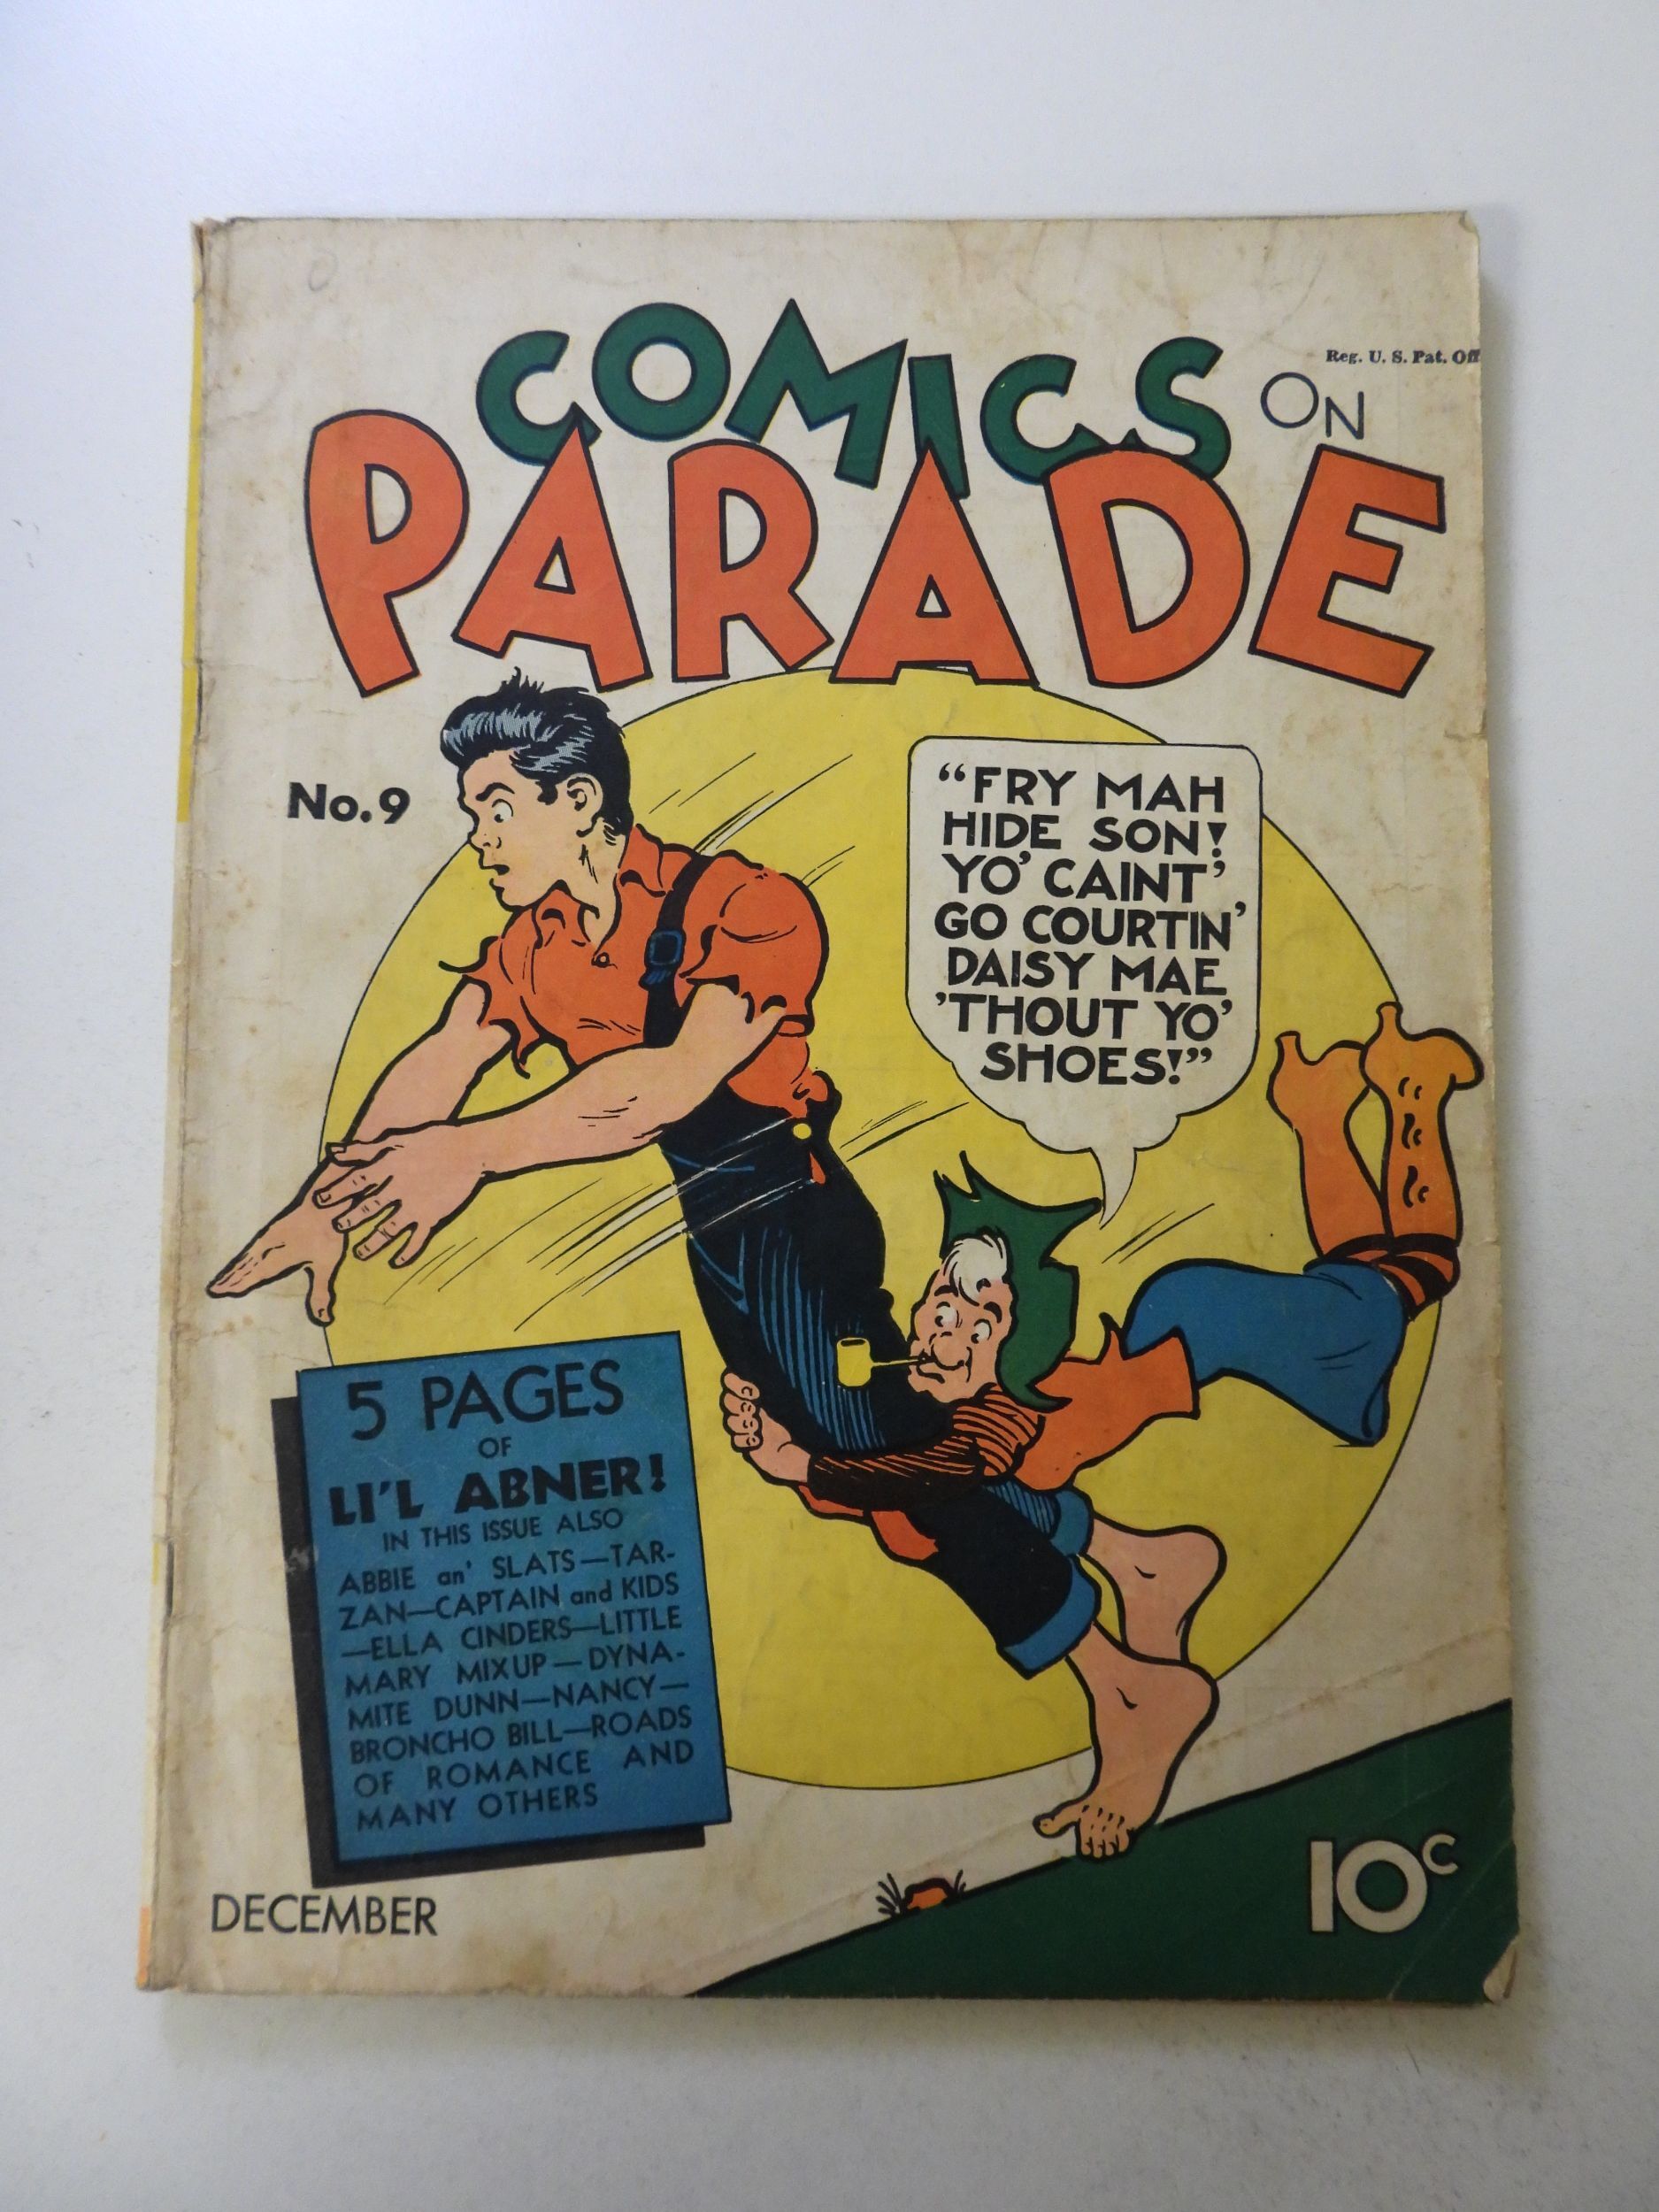 COMICS ON
Reg. U. S. Pat. Off
PARADE
No.9
"FRY MAH
HIDE SON!
YO' CAINT'
GO COURTIN'
DAISY MAE
'THOUT YO'
SHOES!"
5 PAGES
OF
LI'L ABNER!
IN THIS ISSUE ALSO
ABBIE an' SLATS—TAR-
ZAN—CAPTAIN and KIDS
—ELLA CINDERS—LITTLE
MARY MIXUP—DYNA-
MITE DUNN—NANCY—
BRONCHO BILL—ROADS
OF ROMANCE AND
MANY OTHERS
DECEMBER
10c